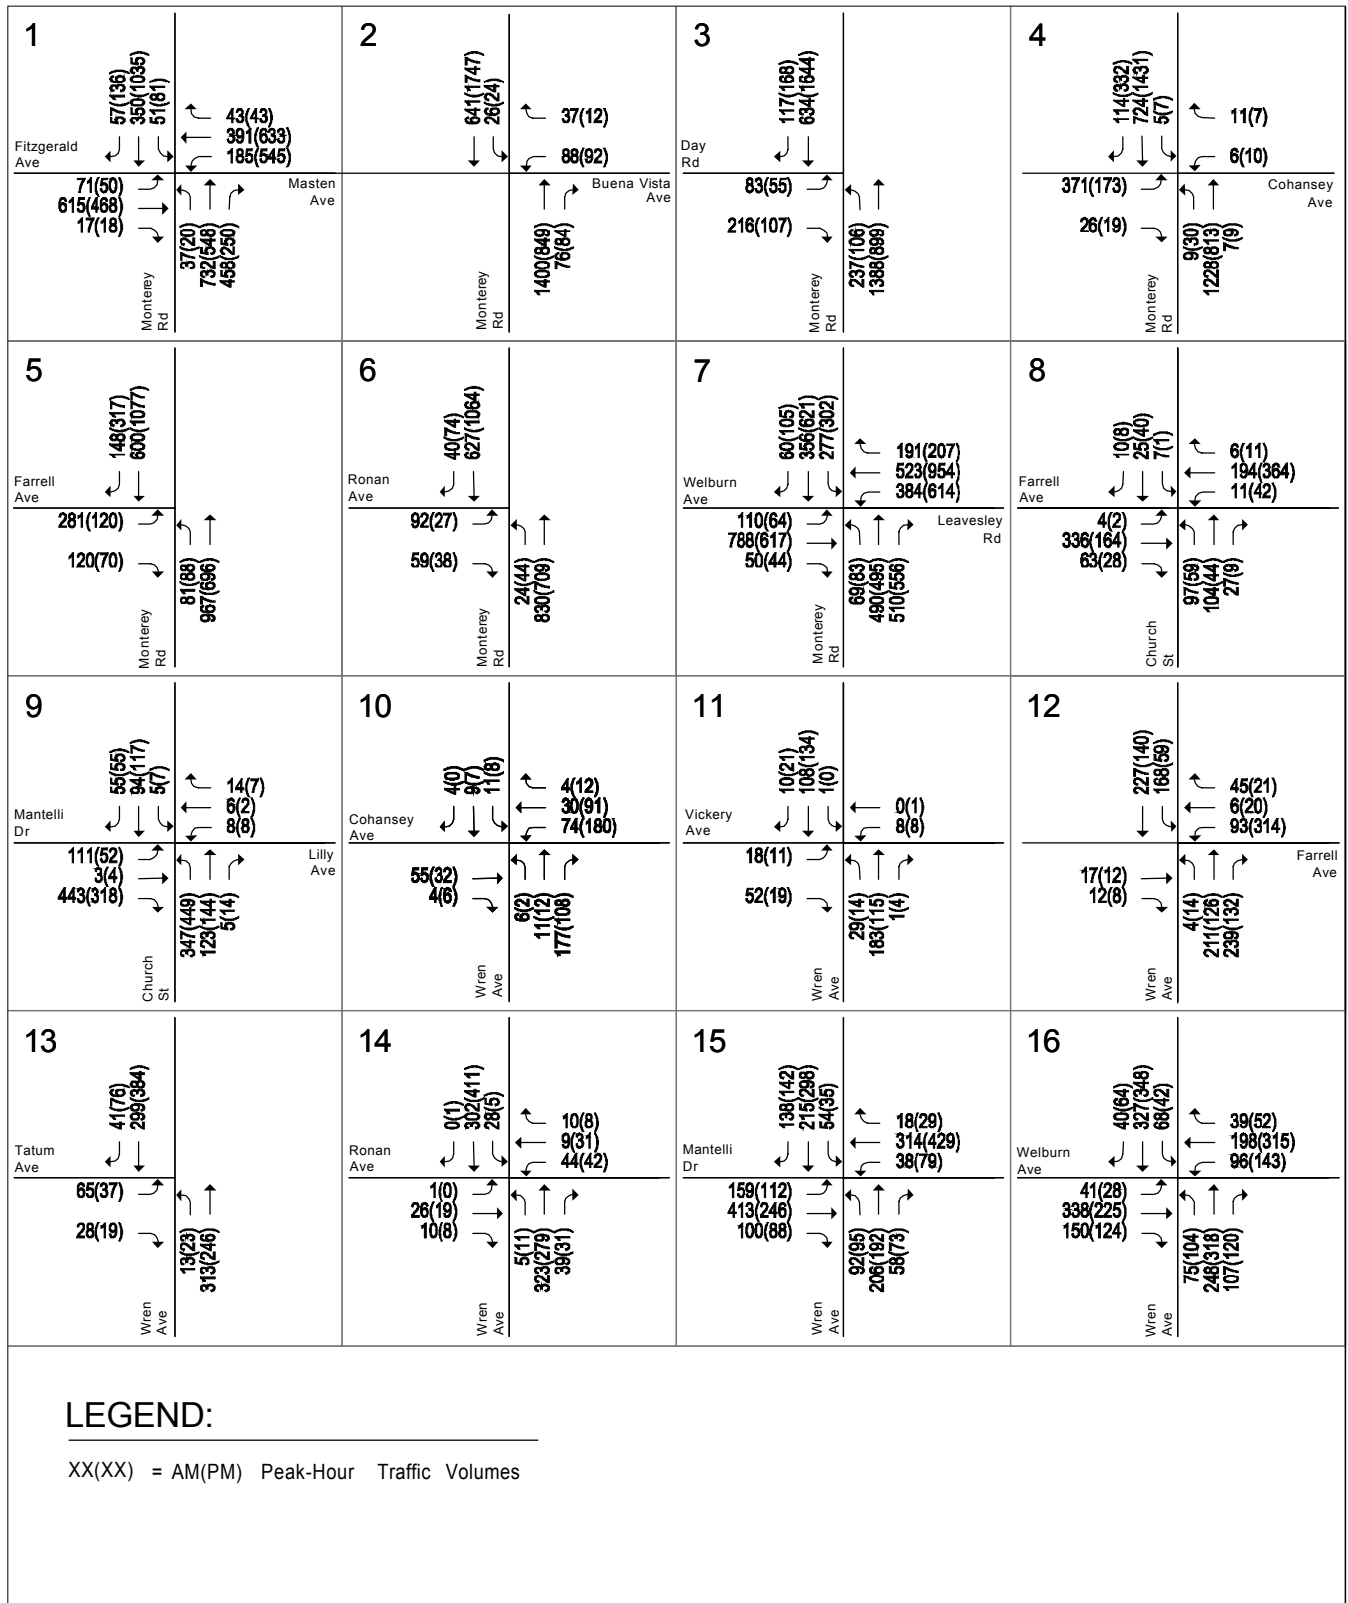 1
57(136)
350(1035)
51(81)
43(43)
391(633)
185(545)
Fitzgerald
Ave
71(50)
615(468)
17(18)
Masten
Ave
37(20)
732(548)
458(250)
Monterey
Rd
2
641(1747)
26(24)
37(12)
88(92)
Buena Vista
Ave
1400(849)
76(84)
Monterey
Rd
3
117(168)
634(1644)
Day
Rd
83(55)
216(107)
237(106)
1388(899)
Monterey
Rd
4
114(332)
724(1431)
5(7)
11(7)
6(10)
371(173)
26(19)
Cohansey
Ave
9(30)
1228(813)
7(9)
Monterey
Rd
5
148(317)
600(1077)
Farrell
Ave
281(120)
120(70)
81(88)
967(696)
Monterey
Rd
6
40(74)
627(1064)
Ronan
Ave
92(27)
59(38)
24(44)
830(709)
Monterey
Rd
7
60(105)
356(621)
277(302)
191(207)
523(954)
384(614)
Welburn
Ave
110(64)
788(617)
50(44)
Leavesley
Rd
69(83)
490(495)
510(556)
Monterey
Rd
8
10(8)
25(40)
7(1)
6(11)
194(364)
11(42)
Farrell
Ave
4(2)
336(164)
63(28)
97(59)
104(44)
27(9)
Church
St
9
55(55)
94(117)
5(7)
14(7)
6(2)
8(8)
Mantelli
Dr
111(52)
3(4)
443(318)
Lilly
Ave
347(449)
123(144)
5(14)
Church
St
10
4(0)
9(7)
11(8)
4(12)
30(91)
74(180)
Cohansey
Ave
55(32)
4(6)
6(2)
11(12)
177(108)
Wren
Ave
11
10(21)
108(134)
1(0)
0(1)
8(8)
Vickery
Ave
18(11)
52(19)
29(14)
183(115)
1(4)
Wren
Ave
12
227(140)
168(59)
45(21)
6(20)
93(314)
17(12)
12(8)
Farrell
Ave
4(14)
211(126)
239(132)
Wren
Ave
13
41(76)
299(384)
Tatum
Ave
65(37)
28(19)
13(23)
313(246)
Wren
Ave
14
0(1)
302(411)
28(5)
10(8)
9(31)
44(42)
Ronan
Ave
1(0)
26(19)
10(8)
5(11)
323(279)
39(31)
Wren
Ave
15
138(142)
215(298)
54(35)
18(29)
314(429)
38(79)
Mantelli
Dr
159(112)
413(246)
100(88)
92(95)
206(192)
58(73)
Wren
Ave
16
40(64)
327(348)
68(42)
39(52)
198(315)
96(143)
Welburn
Ave
41(28)
338(225)
150(124)
75(104)
248(318)
107(120)
Wren
Ave
LEGEND:
XX(XX) = AM(PM) Peak-Hour Traffic Volumes